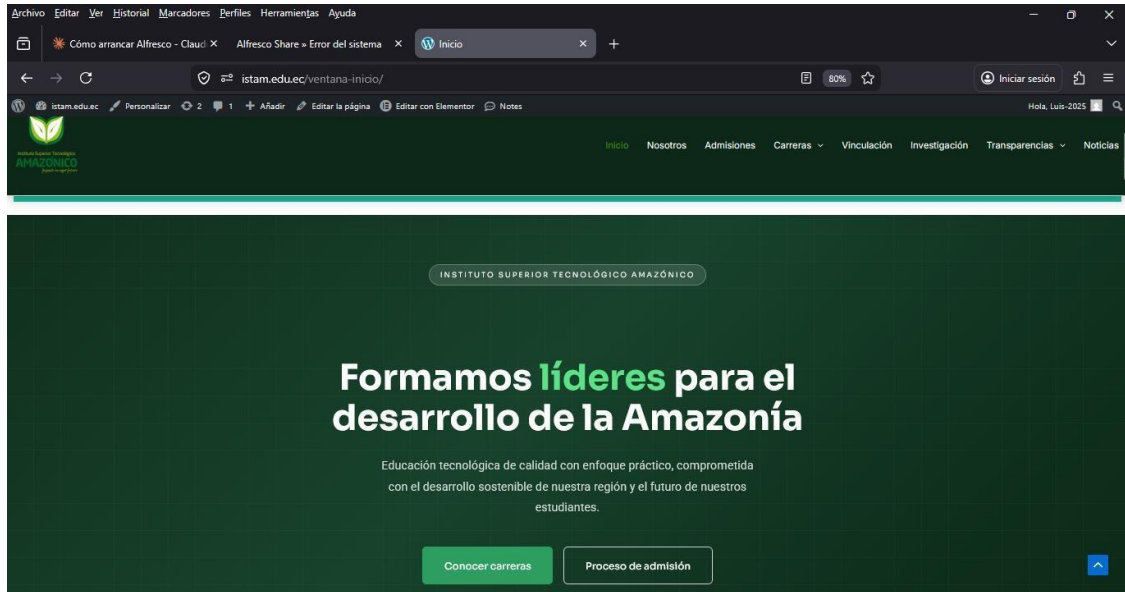 Archivo Editar Ver Historial Marcadores Perfiles Herramientas Ayuda
Cómo arrancar Alfresco - Claud
Alfresco Share » Error del sistema
Inicio
istam.edu.ec/ventana-inicio/
80%
Iniciar sesión
istam.edu.ec Personalizar 2 1 Añadir Editar la página Editar con Elementor Notes
Hola, Luis-2025
Instituto Superior Tecnológico
AMAZÓNICO
Inicio Nosotros Admisiones Carreras Vinculación Investigación Transparencias Noticias
INSTITUTO SUPERIOR TECNOLÓGICO AMAZÓNICO
Formamos líderes para el
desarrollo de la Amazonía
Educación tecnológica de calidad con enfoque práctico, comprometida
con el desarrollo sostenible de nuestra región y el futuro de nuestros
estudiantes.
Conocer carreras
Proceso de admisión